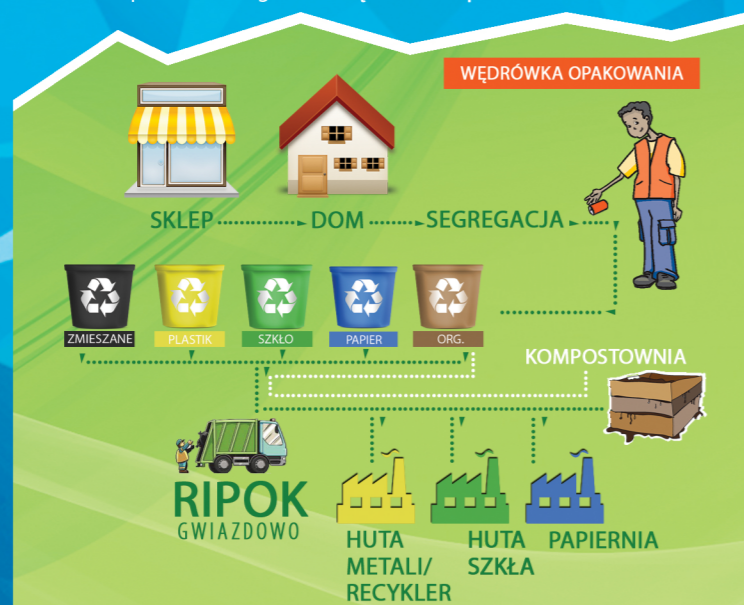 WĘDRÓWKA OPAKOWANIA
SKLEP
DOM
SEGREGACJA
ZMIESZANE
PLASTIK
SZKŁO
PAPIER
ORG.
KOMPOSTOWNIA
RIPOK
GWIAZDOWO
HUTA
METALI/
RECYKLER
HUTA
SZKŁA
PAPIERNIA